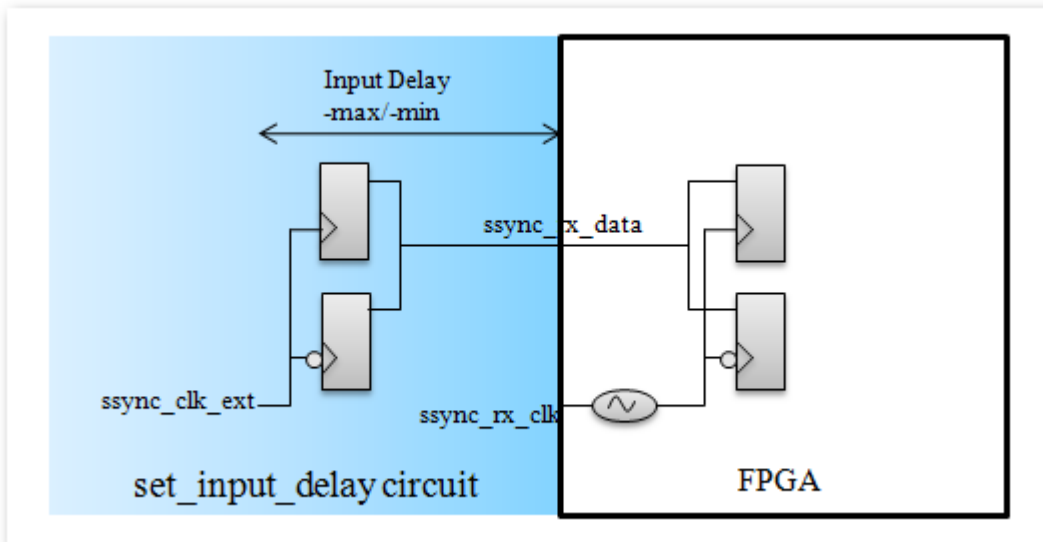 Input Delay
-max/-min
ssync_rx_data
ssync_clk_ext
ssync_rx_clk
set_input_delay circuit
FPGA